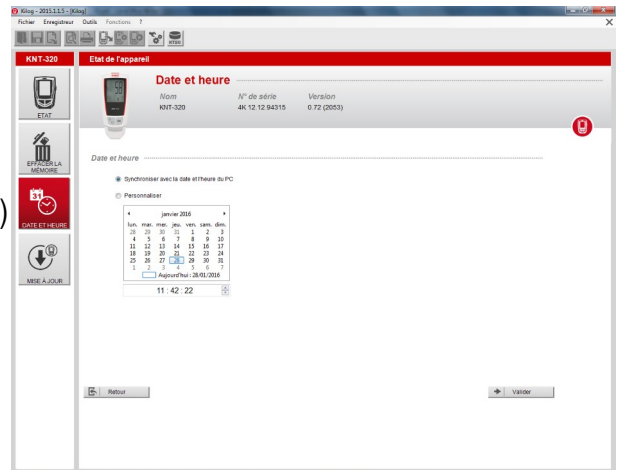 Kilog - 2015.1.1.5 - [Kilog]
Fichier Enregistreur Outils Fonctions ?
KNT-320
Etat de l'appareil
Date et heure
Nom N° de série Version
KNT-320 4K 12.12 94315 0.72 (2053)
ETAT
EFFACER LA
MÉMOIRE
DATE ET HEURE
MISE À JOUR
)
Date et heure
Synchroniser avec la date et l'heure du PC
Personnaliser
janvier 2016
lun. mar. mer. jeu. ven. sam. dim.
28 29 30 31 1 2 3
4 5 6 7 8 9 10
11 12 13 14 15 16 17
18 19 20 21 22 23 24
25 26 27 28 29 30 31
1 2 3 4 5 6 7
Aujourd'hui : 28/01/2016
11 : 42 : 22
Retour
Valider